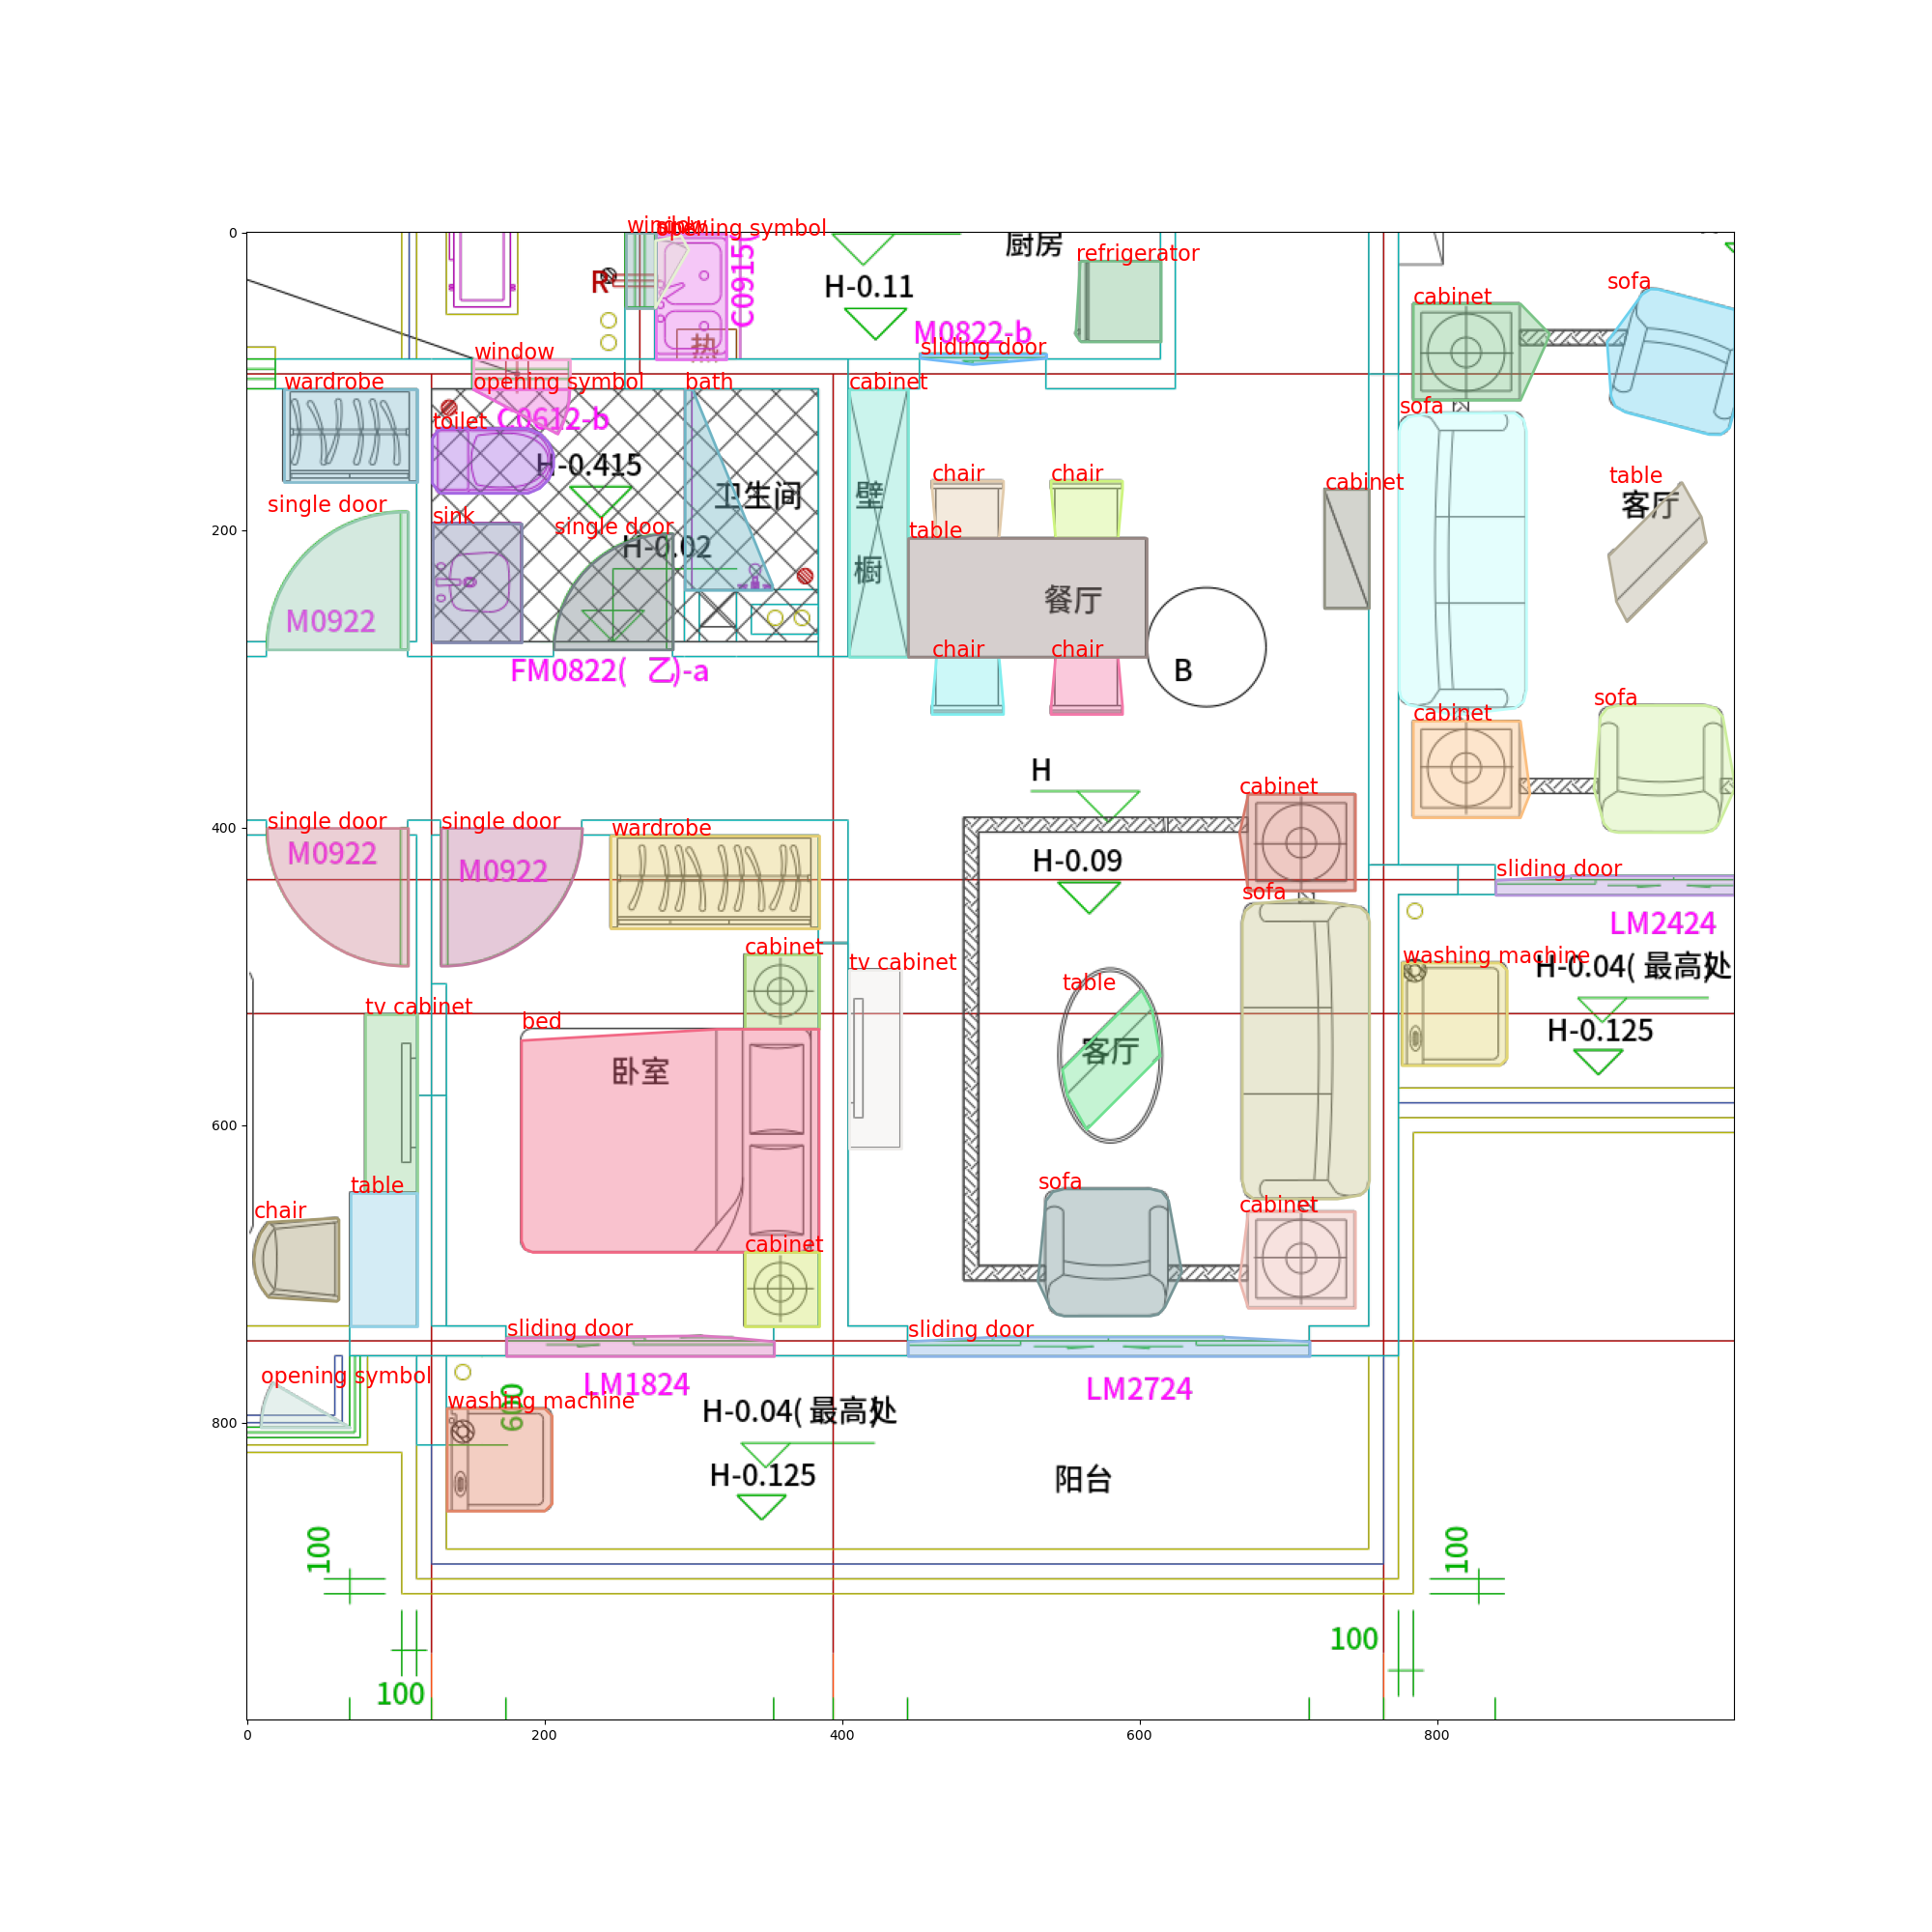 window
opening symbol
厨房
0
C0915(
R
H-0.11
refrigerator
sofa
cabinet
M0822-b
热
sliding door
window
wardrobe
opening symbol
bath
cabinet
C0612-b
toilet
sofa
H-0.415
卫生间
壁
chair
chair
cabinet
table
客厅
single door
sink
single door
H-0.02
table
200
橱
餐厅
M0922
FM0822( 乙)-a
chair
chair
B
sofa
cabinet
H
cabinet
400
single door
single door
wardrobe
M0922
M0922
H-0.09
sliding door
sofa
LM2424
cabinet
tv cabinet
washing machine
H-0.04( 最高处
table
tv cabinet
bed
H-0.125
客厅
卧室
600
table
sofa
chair
cabinet
cabinet
sliding door
sliding door
opening symbol
LM1824
LM2724
washing machine
600
H-0.04( 最高处
800
H-0.125
阳台
100
100
100
100
0
200
400
600
800